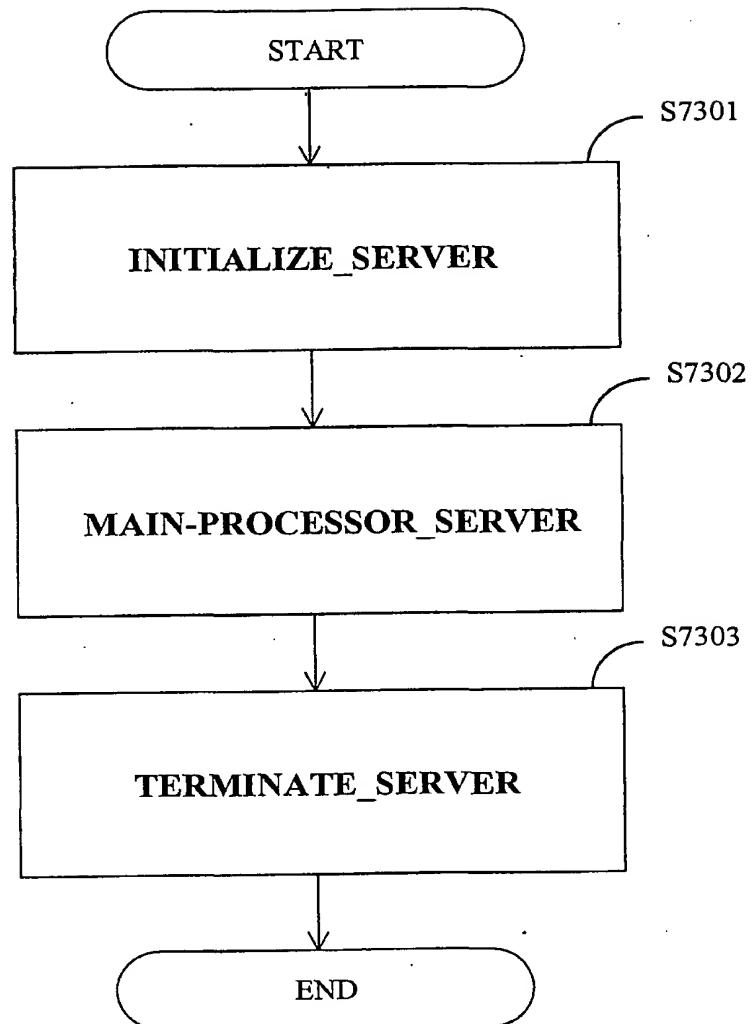 START
S7301
INITIALIZE_SERVER
S7302
MAIN-PROCESSOR_SERVER
S7303
TERMINATE_SERVER
END